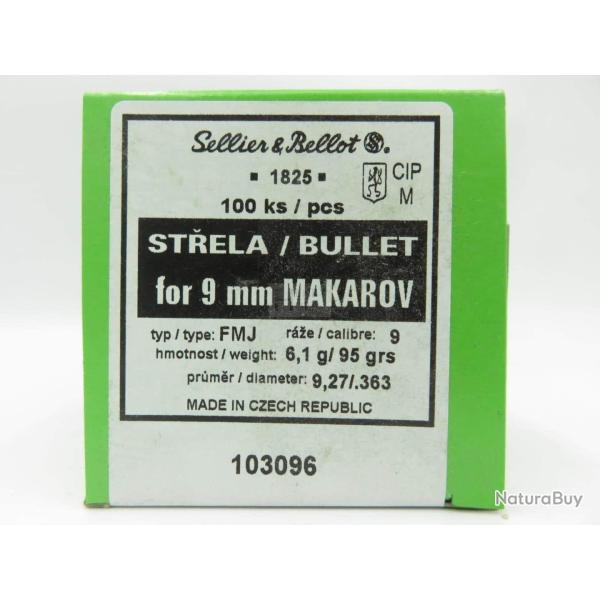 Sellier & Bellot SB.
▪ 1825 ▪
CIP
M
100 ks / pcs
STŘELA / BULLET
for 9 mm MAKAROV
typ / type: FMJ ráže / calibre: 9
hmotnost / weight: 6,1 g/ 95 grs
průměr / diameter: 9,27/.363
MADE IN CZECH REPUBLIC
103096
NaturaBuy